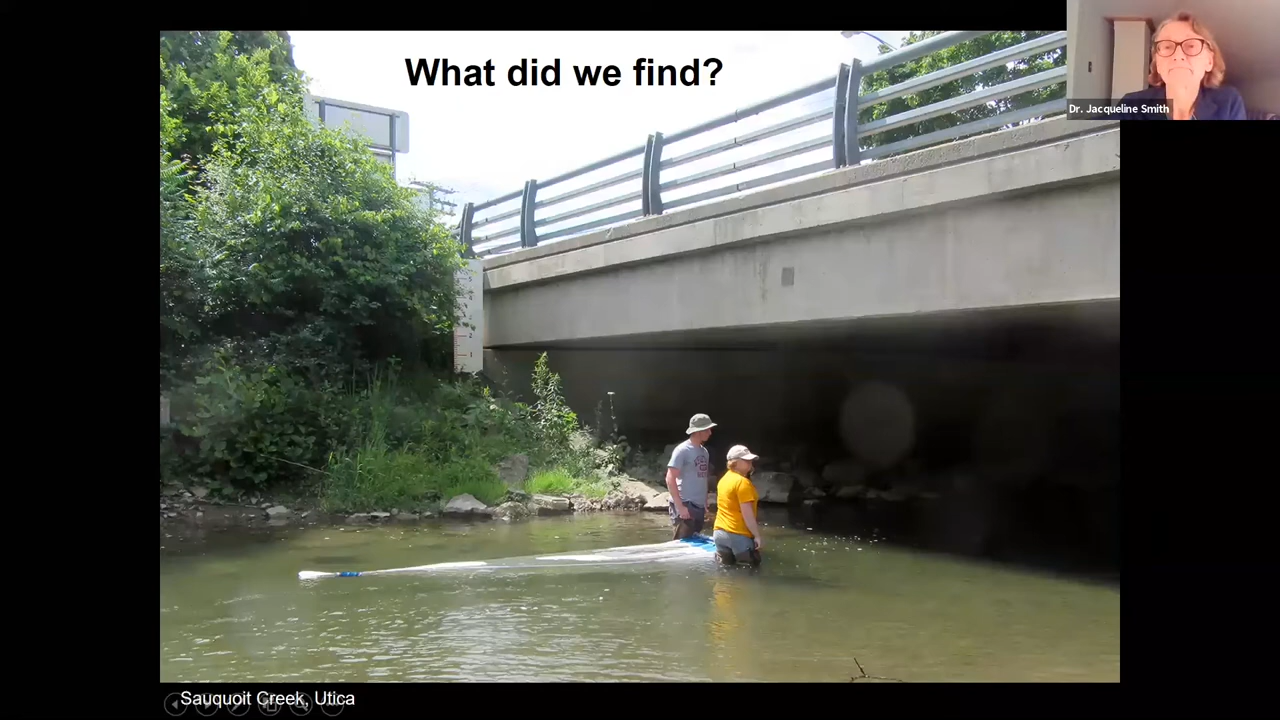 What did we find?
Dr. Jacqueline Smith
Sauquoit Creek, Utica